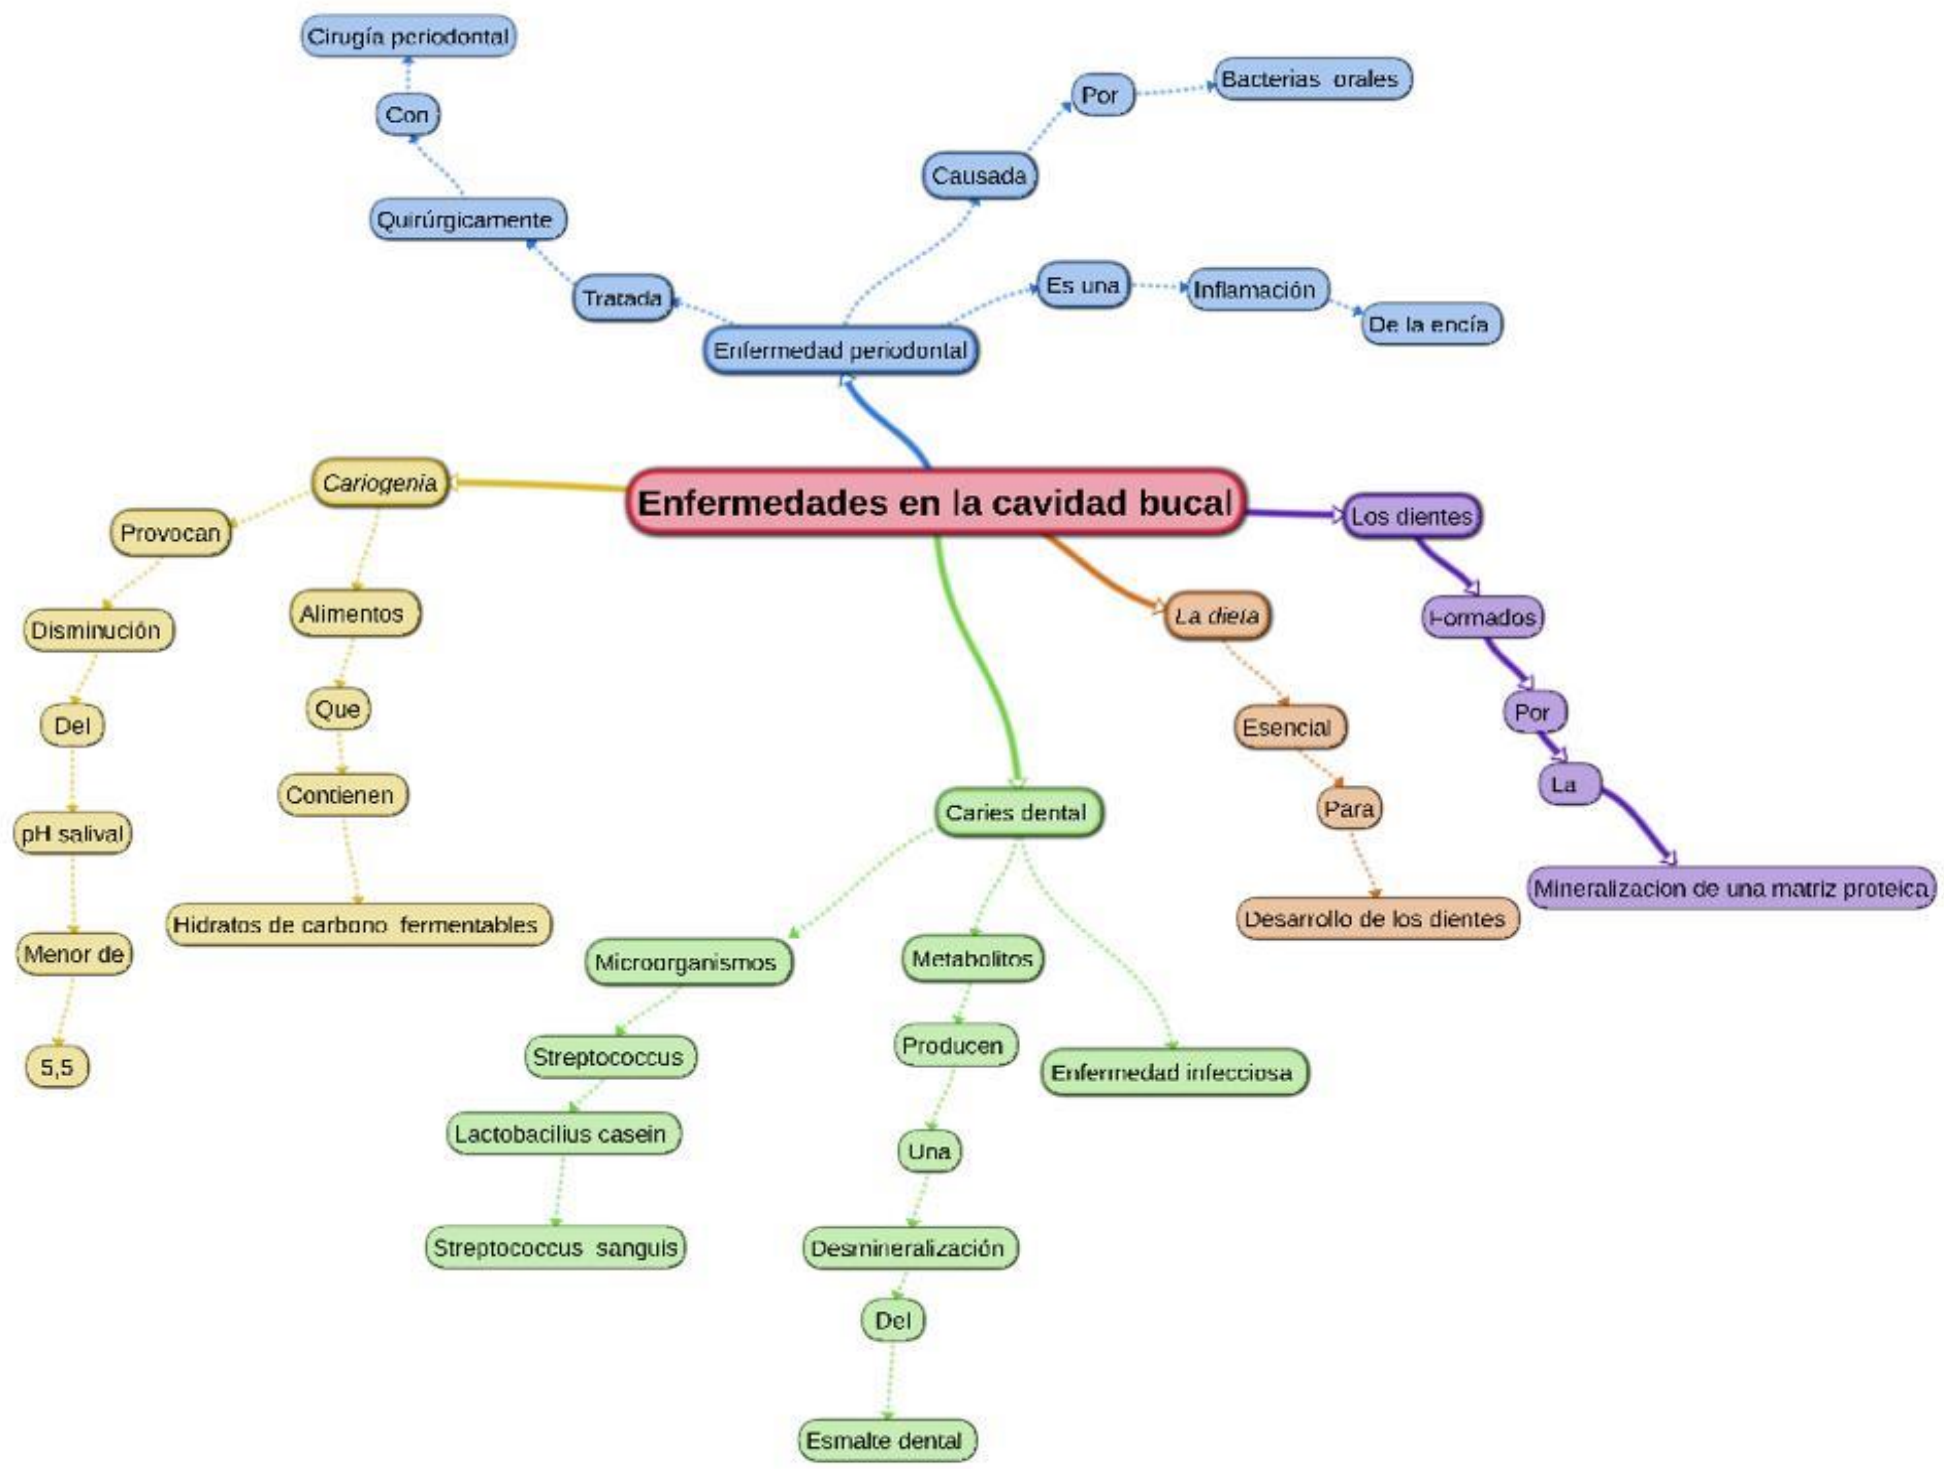 Cirugía periodontal
Con
Quirúrgicamente
Tratada
Enfermedad periodontal
Causada
Por
Bacterias orales
Es una
Inflamación
De la encía
Enfermedades en la cavidad bucal
Cariogenia
Provocan
Disminución
Del
pH salival
Menor de
5,5
Alimentos
Que
Contienen
Hidratos de carbono fermentables
Caries dental
Microorganismos
Streptococcus
Lactobacilius casein
Streptococcus sanguis
Metabolitos
Producen
Una
Desmineralización
Del
Esmalte dental
Enfermedad infecciosa
La dieta
Esencial
Para
Desarrollo de los dientes
Los dientes
Formados
Por
La
Mineralizacion de una matriz proteica